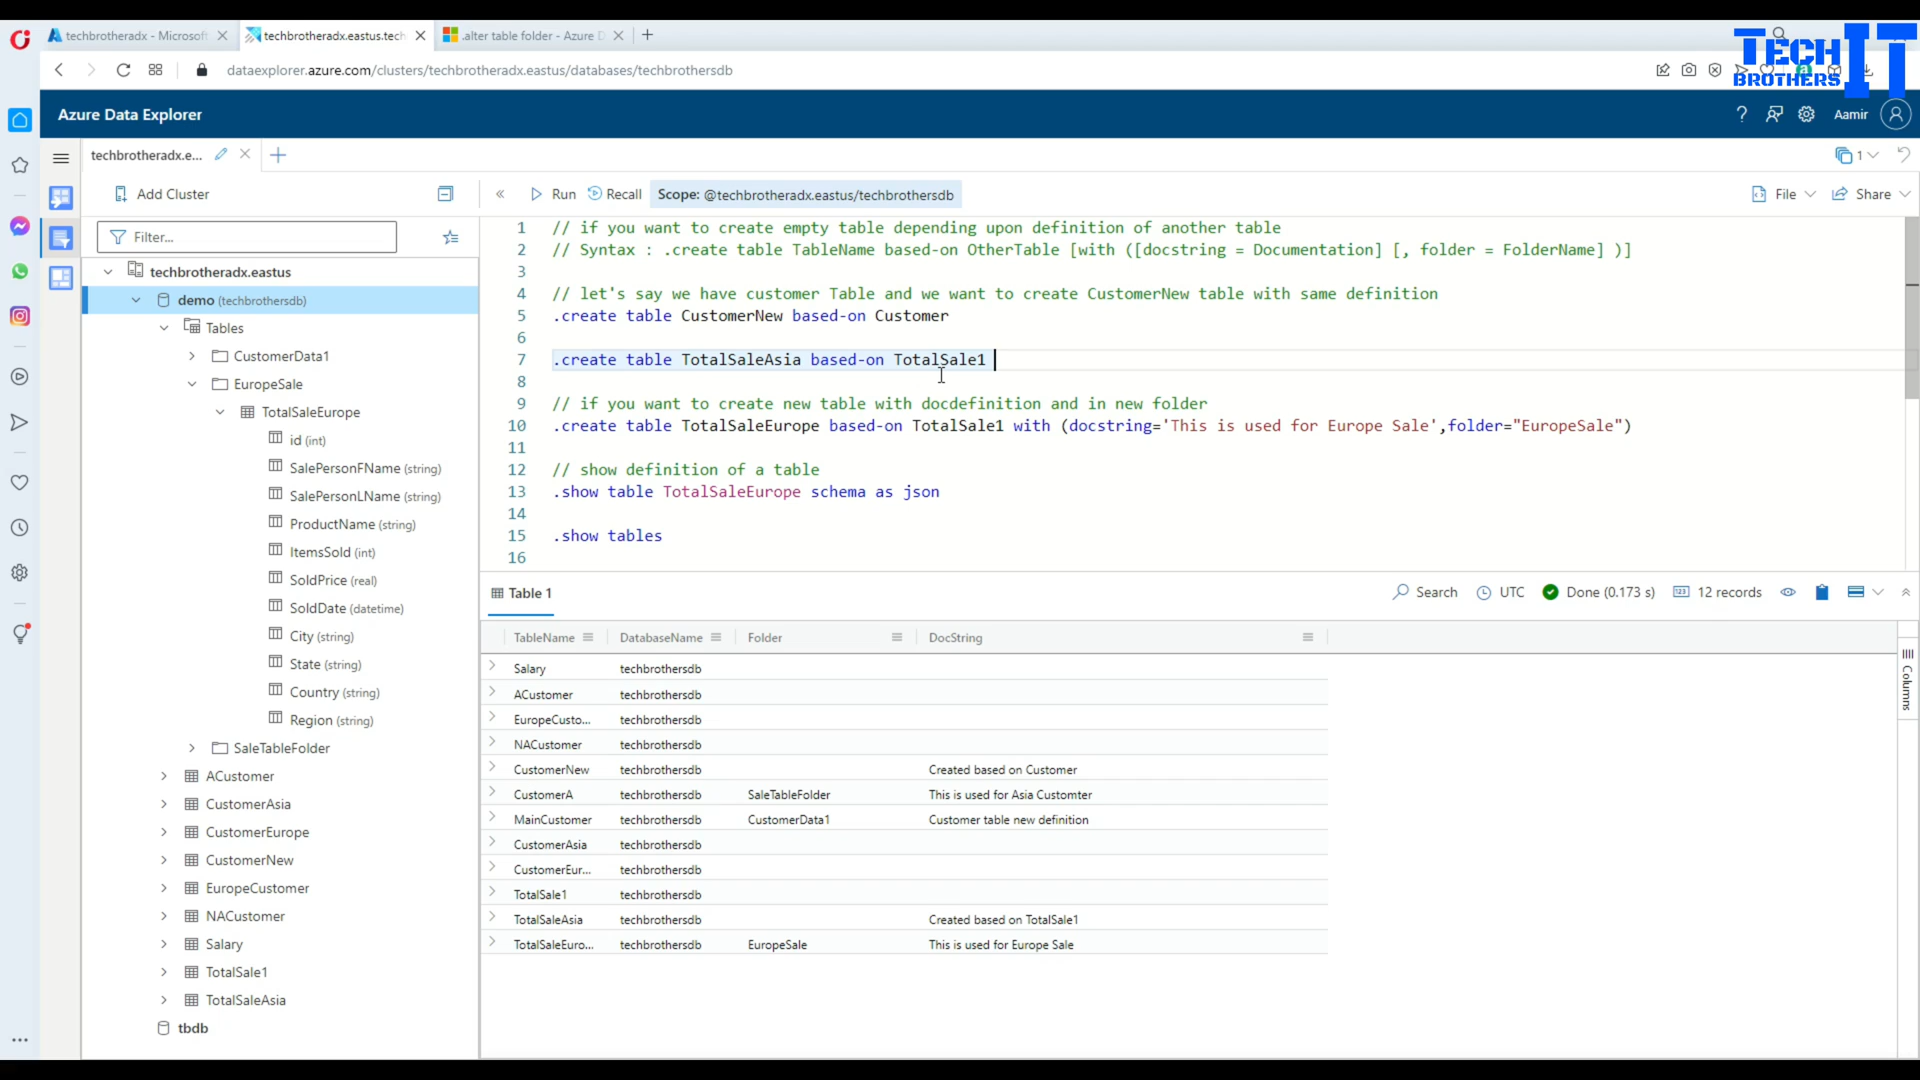 techbrotheradx - Microsoft
techbrotheradx.eastus.tech
.alter table folder - Azure D
dataexplorer.azure.com/clusters/techbrotheradx.eastus/databases/techbrothersdb
TECH IT
BROTHERS
Azure Data Explorer
Aamir
techbrotheradx.e...
1
Add Cluster
Run
Recall
Scope: @techbrotheradx.eastus/techbrothersdb
File
Share
Filter...
techbrotheradx.eastus
demo (techbrothersdb)
Tables
CustomerData1
EuropeSale
TotalSaleEurope
id (int)
SalePersonFName (string)
SalePersonLName (string)
ProductName (string)
ItemsSold (int)
SoldPrice (real)
SoldDate (datetime)
City (string)
State (string)
Country (string)
Region (string)
SaleTableFolder
ACustomer
CustomerAsia
CustomerEurope
CustomerNew
EuropeCustomer
NACustomer
Salary
TotalSale1
TotalSaleAsia
tbdb
1 // if you want to create empty table depending upon definition of another table
2 // Syntax : .create table TableName based-on OtherTable [with ([docstring = Documentation] [, folder = FolderName] )]
3
4 // let's say we have customer Table and we want to create CustomerNew table with same definition
5 .create table CustomerNew based-on Customer
6
7 .create table TotalSaleAsia based-on TotalSale1
8
9 // if you want to create new table with docdefinition and in new folder
10 .create table TotalSaleEurope based-on TotalSale1 with (docstring='This is used for Europe Sale',folder="EuropeSale")
11
12 // show definition of a table
13 .show table TotalSaleEurope schema as json
14
15 .show tables
16
Table 1
Search
UTC
Done (0.173 s)
12 records
TableName DatabaseName Folder DocString
Salary techbrothersdb
ACustomer techbrothersdb
EuropeCusto... techbrothersdb
NACustomer techbrothersdb
CustomerNew techbrothersdb Created based on Customer
CustomerA techbrothersdb SaleTableFolder This is used for Asia Customter
MainCustomer techbrothersdb CustomerData1 Customer table new definition
CustomerAsia techbrothersdb
CustomerEur... techbrothersdb
TotalSale1 techbrothersdb
TotalSaleAsia techbrothersdb Created based on TotalSale1
TotalSaleEuro... techbrothersdb EuropeSale This is used for Europe Sale
Columns